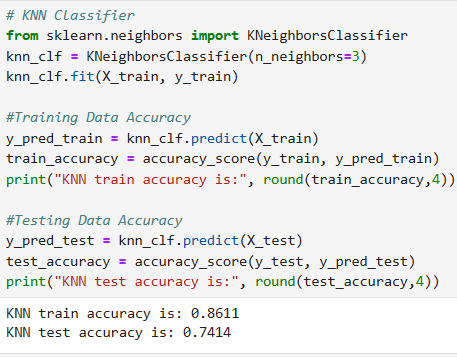 # KNN Classifier
from sklearn.neighbors import KNeighborsClassifier
knn_clf = KNeighborsClassifier(n_neighbors=3)
knn_clf.fit(X_train, y_train)
#Training Data Accuracy
y_pred_train = knn_clf.predict(X_train)
train_accuracy = accuracy_score(y_train, y_pred_train)
print("KNN train accuracy is:", round(train_accuracy,4))
#Testing Data Accuracy
y_pred_test = knn_clf.predict(X_test)
test_accuracy = accuracy_score(y_test, y_pred_test)
print("KNN test accuracy is:", round(test_accuracy,4))
KNN train accuracy is: 0.8611
KNN test accuracy is: 0.7414